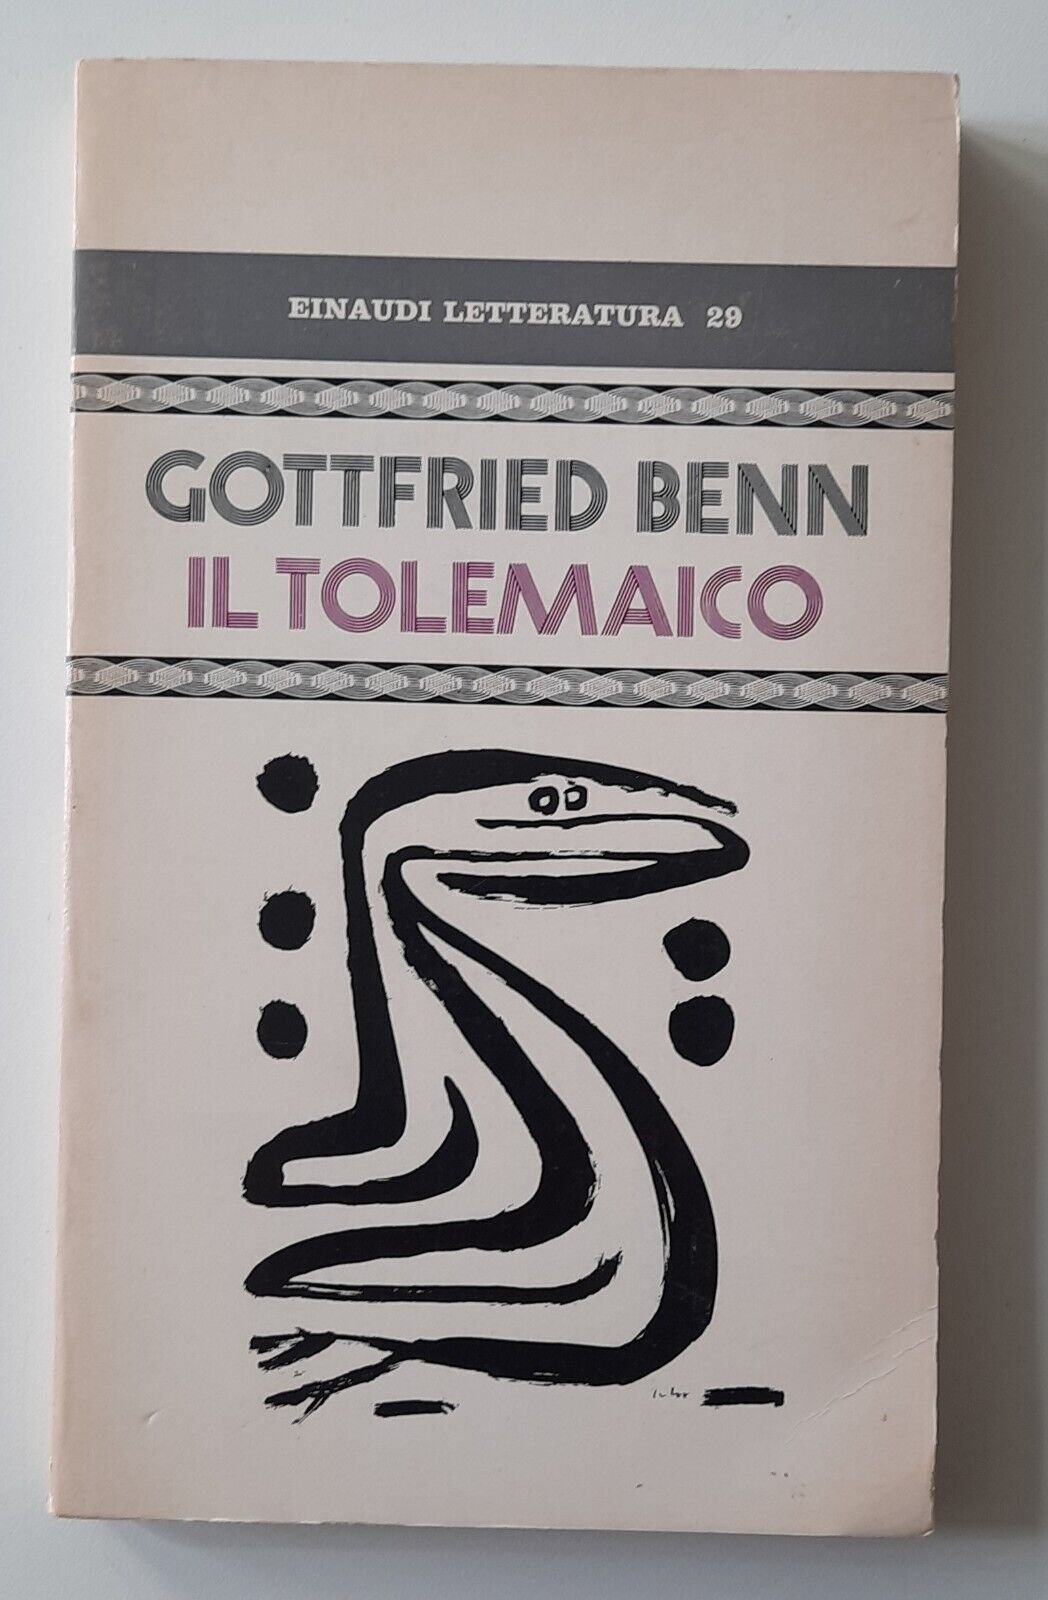 EINAUDI LETTERATURA 29
GOTTFRIED BENN
IL TOLEMAICO